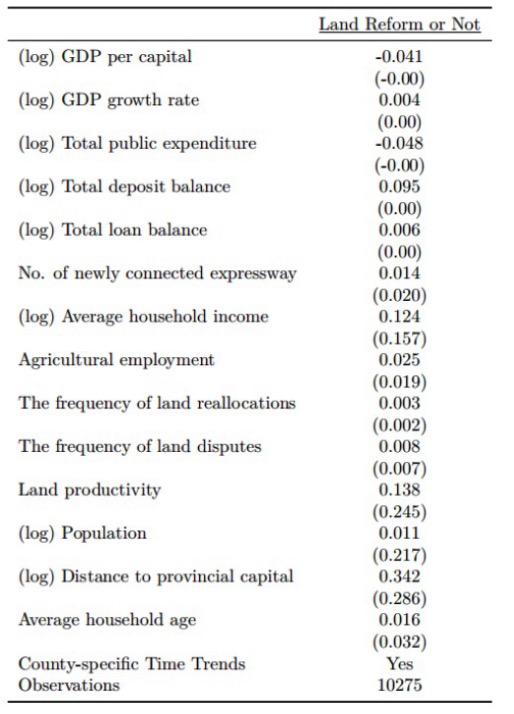 Land Reform or Not
(log) GDP per capital -0.041
(-0.00)
(log) GDP growth rate 0.004
(0.00)
(log) Total public expenditure -0.048
(-0.00)
(log) Total deposit balance 0.095
(0.00)
(log) Total loan balance 0.006
(0.00)
No. of newly connected expressway 0.014
(0.020)
(log) Average household income 0.124
(0.157)
Agricultural employment 0.025
(0.019)
The frequency of land reallocations 0.003
(0.002)
The frequency of land disputes 0.008
(0.007)
Land productivity 0.138
(0.245)
(log) Population 0.011
(0.217)
(log) Distance to provincial capital 0.342
(0.286)
Average household age 0.016
(0.032)
County-specific Time Trends Yes
Observations 10275